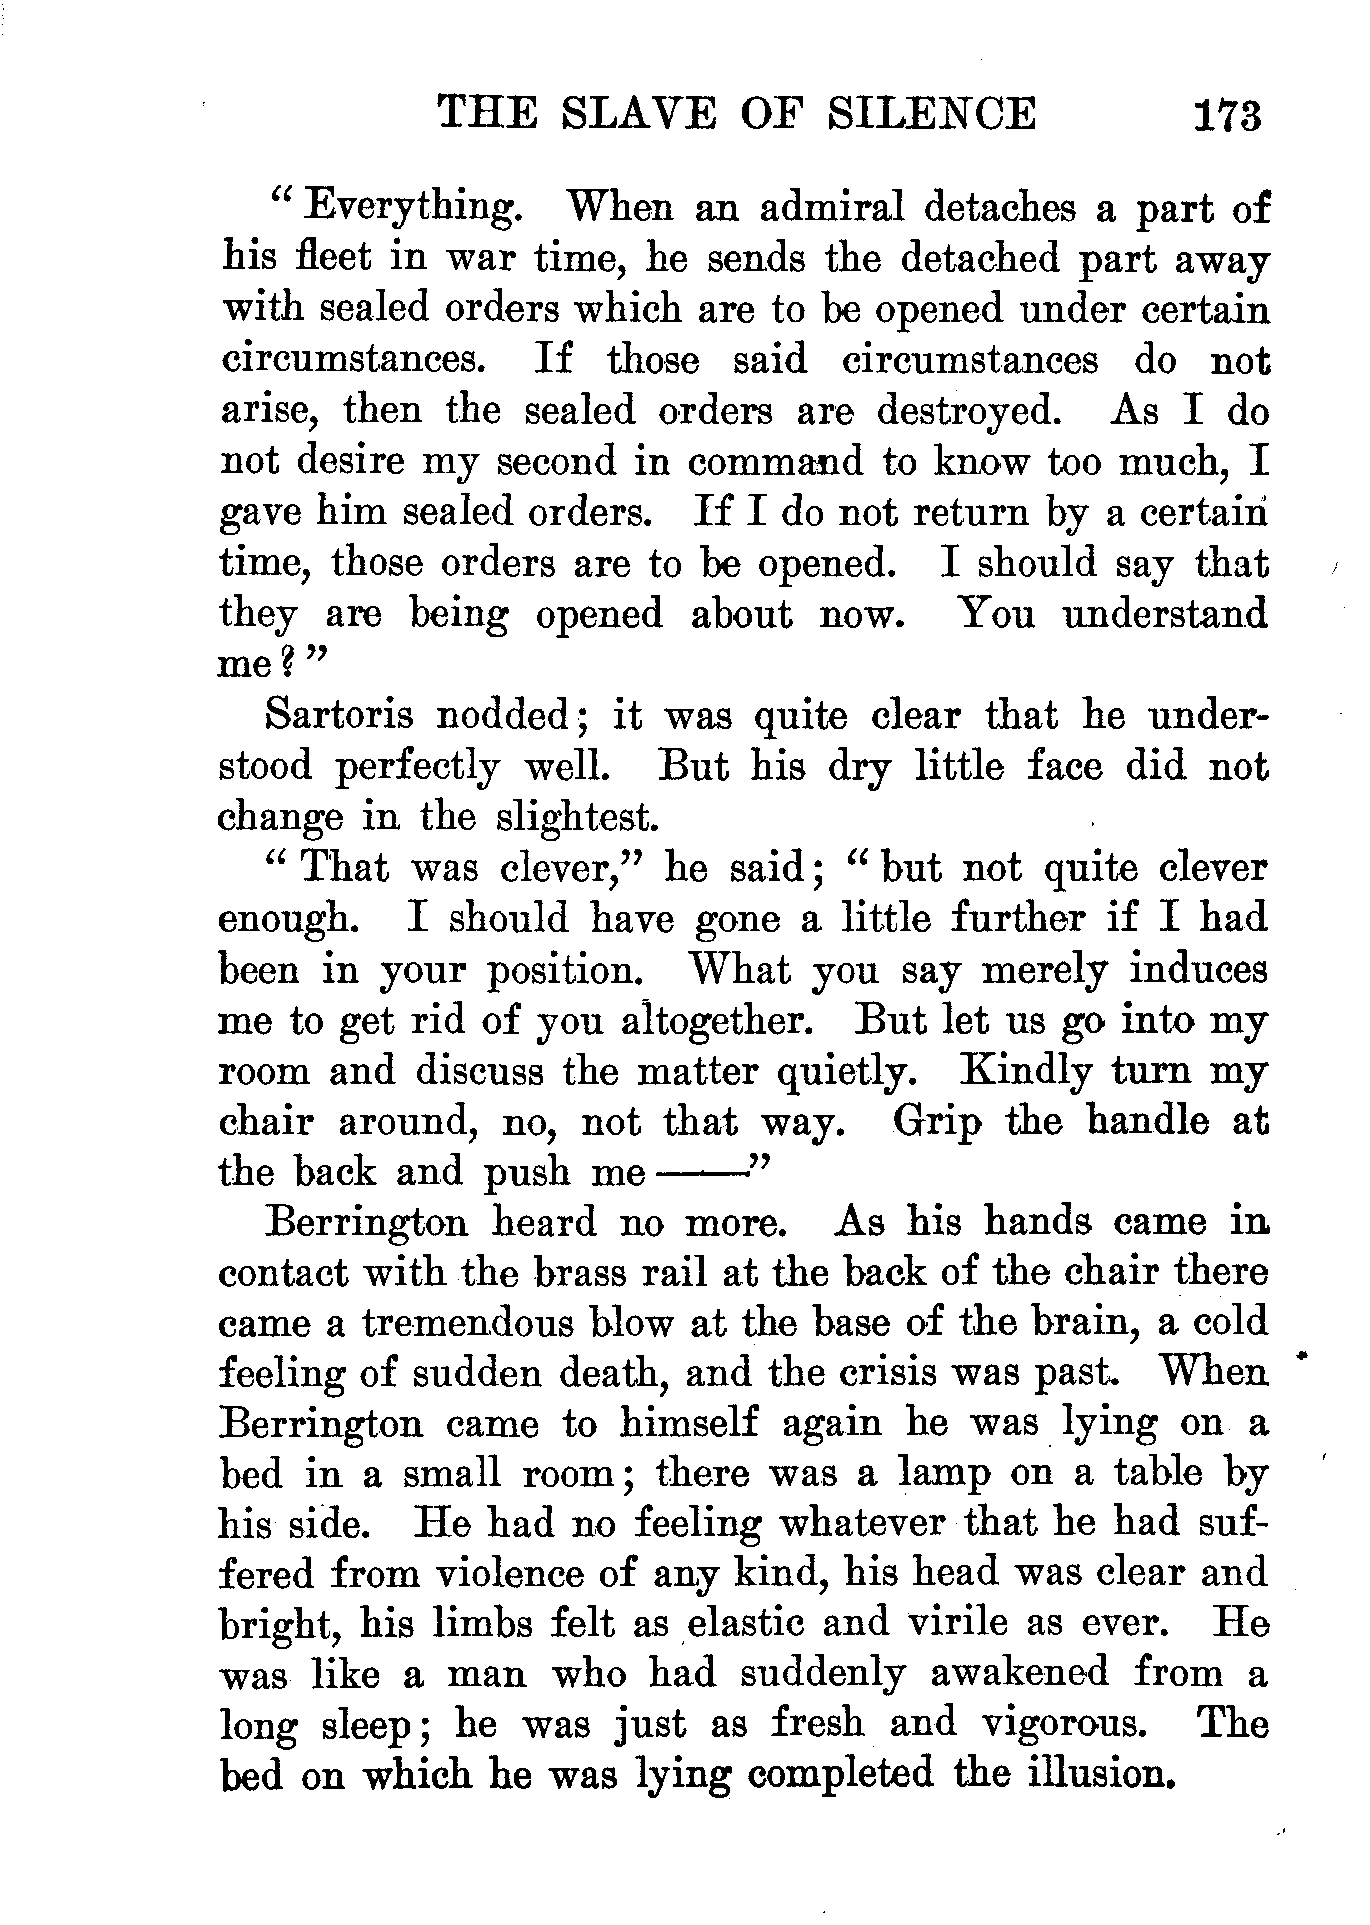 THE SLAVE OF SILENCE 173
" Everything. When an admiral detaches a part of
his fleet in war time, he sends the detached part away
with sealed orders which are to be opened under certain
circumstances. If those said circumstances do not
arise, then the sealed orders are destroyed. As I do
not desire my second in command to know too much, I
gave him sealed orders. If I do not return by a certain
time, those orders are to be opened. I should say that
they are being opened about now. You understand
me ? "
Sartoris nodded ; it was quite clear that he under-
stood perfectly well. But his dry little face did not
change in the slightest.
" That was clever," he said ; " but not quite clever
enough. I should have gone a little further if I had
been in your position. What you say merely induces
me to get rid of you altogether. But let us go into my
room and discuss the matter quietly. Kindly turn my
chair around, no, not that way. Grip the handle at
the back and push me ——"
Berrington heard no more. As his hands came in
contact with the brass rail at the back of the chair there
came a tremendous blow at the base of the brain, a cold
feeling of sudden death, and the crisis was past. When
Berrington came to himself again he was lying on a
bed in a small room ; there was a lamp on a table by
his side. He had no feeling whatever that he had suf-
fered from violence of any kind, his head was clear and
bright, his limbs felt as elastic and virile as ever. He
was like a man who had suddenly awakened from a
long sleep ; he was just as fresh and vigorous. The
bed on which he was lying completed the illusion.